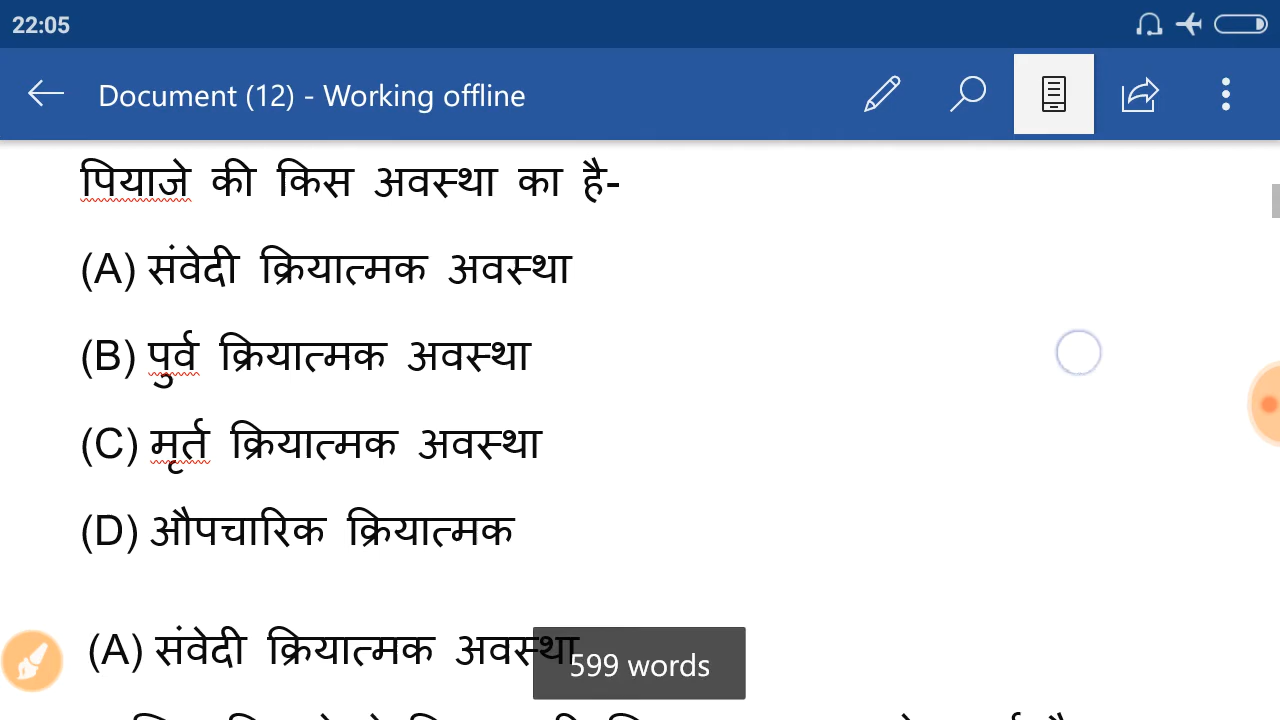 22:05
Document (12) - Working offline
पियाजे की किस अवस्था का है-
(A) संवेदी क्रियात्मक अवस्था
(B) पुर्व क्रियात्मक अवस्था
(C) मृर्त क्रियात्मक अवस्था
(D) औपचारिक क्रियात्मक
(A) संवेदी क्रियात्मक अवस्था
599 words